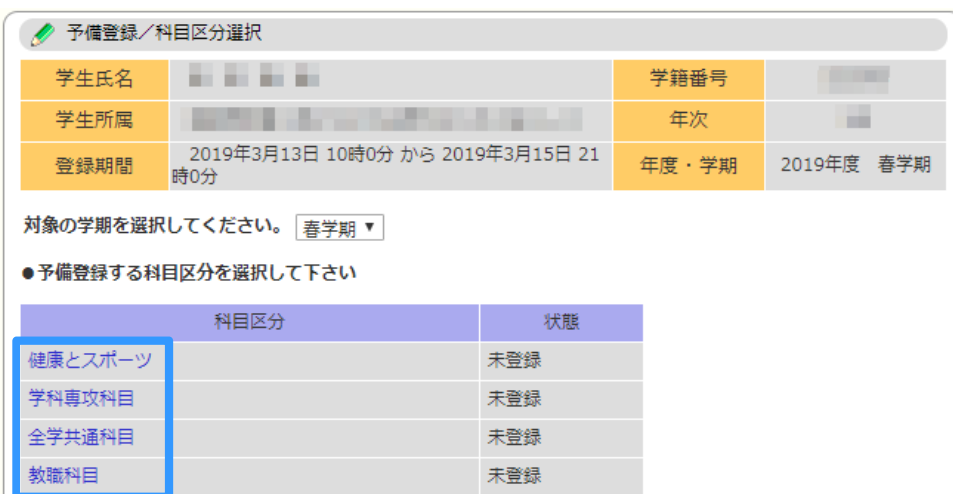 予備登録／科目区分選択
学生氏名
学籍番号
学生所属
年次
登録期間 2019年3月13日 10時0分 から 2019年3月15日 21
時0分
年度・学期 2019年度 春学期
対象の学期を選択してください。 春学期▼
●予備登録する科目区分を選択して下さい
科目区分 状態
健康とスポーツ 未登録
学科専攻科目 未登録
全学共通科目 未登録
教職科目 未登録